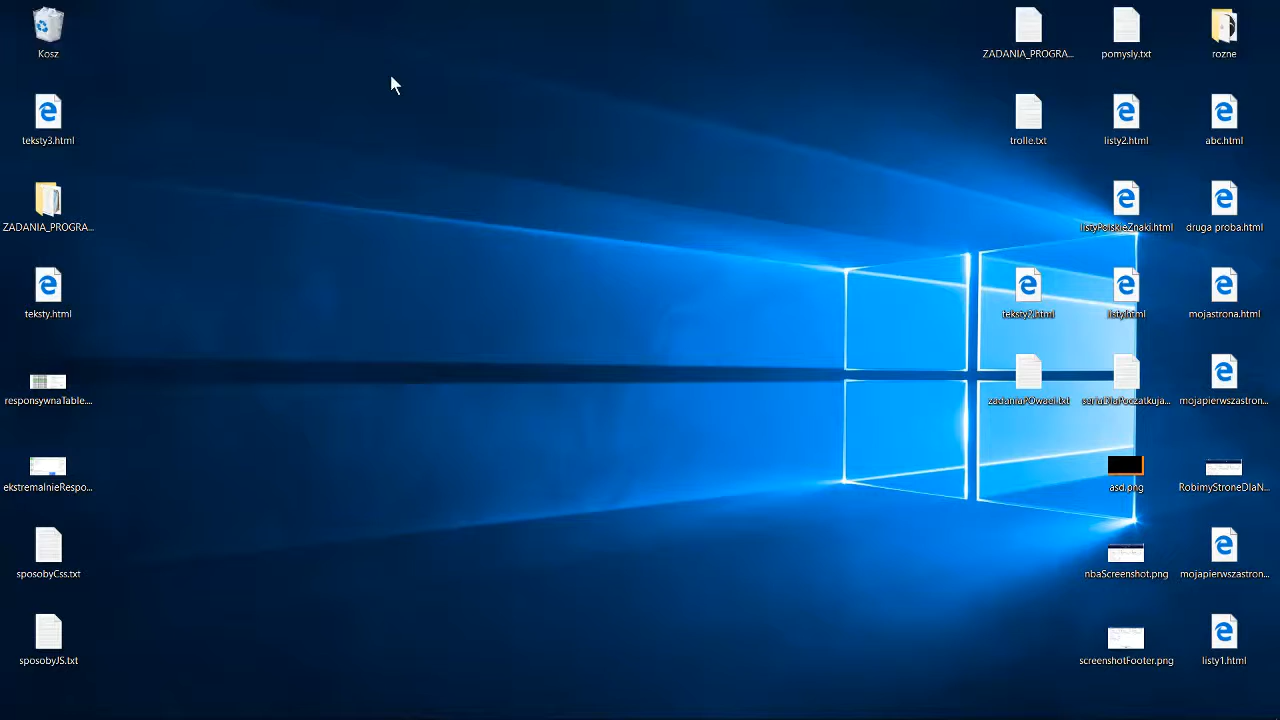 Kosz
teksty3.html
ZADANIA_PROGRA...
teksty.html
responsywnaTable....
ekstremalnieRespo...
sposobyCss.txt
sposobyJS.txt
ZADANIA_PROGRA...
trolle.txt
teksty2.html
zadaniaPOwael.txt
pomysly.txt
listy2.html
listyPolskieZnaki.html
listy.html
seriaDlaPoczatkuja...
asd.png
nbaScreenshot.png
screenshotFooter.png
rozne
abc.html
druga proba.html
mojastrona.html
mojapierwszastron...
RobimyStroneDlaN...
mojapierwszastron...
listy1.html